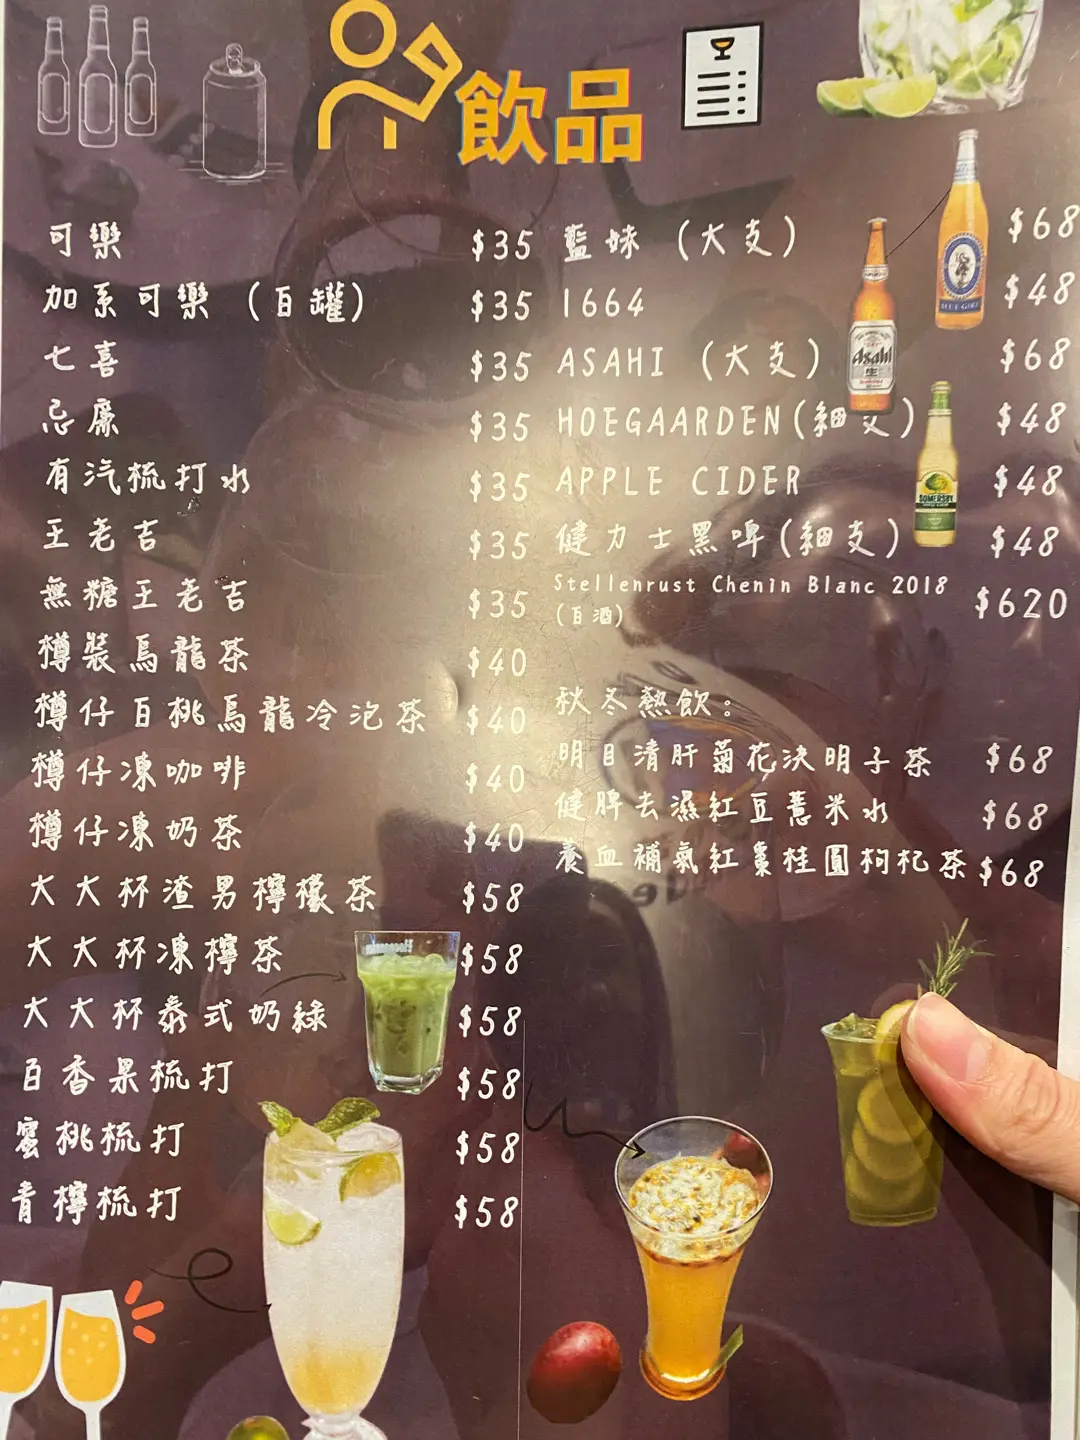 飲品
可樂 $35
加系可樂（百罐） $35
七喜 $35
忌廉 $35
有汽梳打水 $35
王老吉 $35
無糖王老吉 $35
樽裝烏龍茶 $40
樽仔白桃烏龍冷泡茶 $40
樽仔凍咖啡 $40
樽仔凍奶茶 $40
大大杯渣男檸檬茶 $58
大大杯凍檸茶 $58
大大杯泰式奶綠 $58
百香果梳打 $58
蜜桃梳打 $58
青檸梳打 $58
藍妹（大支） $68
1664 $48
ASAHI（大支） $68
HOEGAARDEN(細支) $48
APPLE CIDER $48
健力士黑啤(細支) $48
Stellenrust Chenin Blanc 2018
(白酒) $620
秋冬熱飲：
明目清肝菊花決明子茶 $68
健脾去濕紅豆薏米水 $68
養血補氣紅棗桂圓枸杞茶 $68
BLUE GIRL
Asahi
生
SOMERSBY